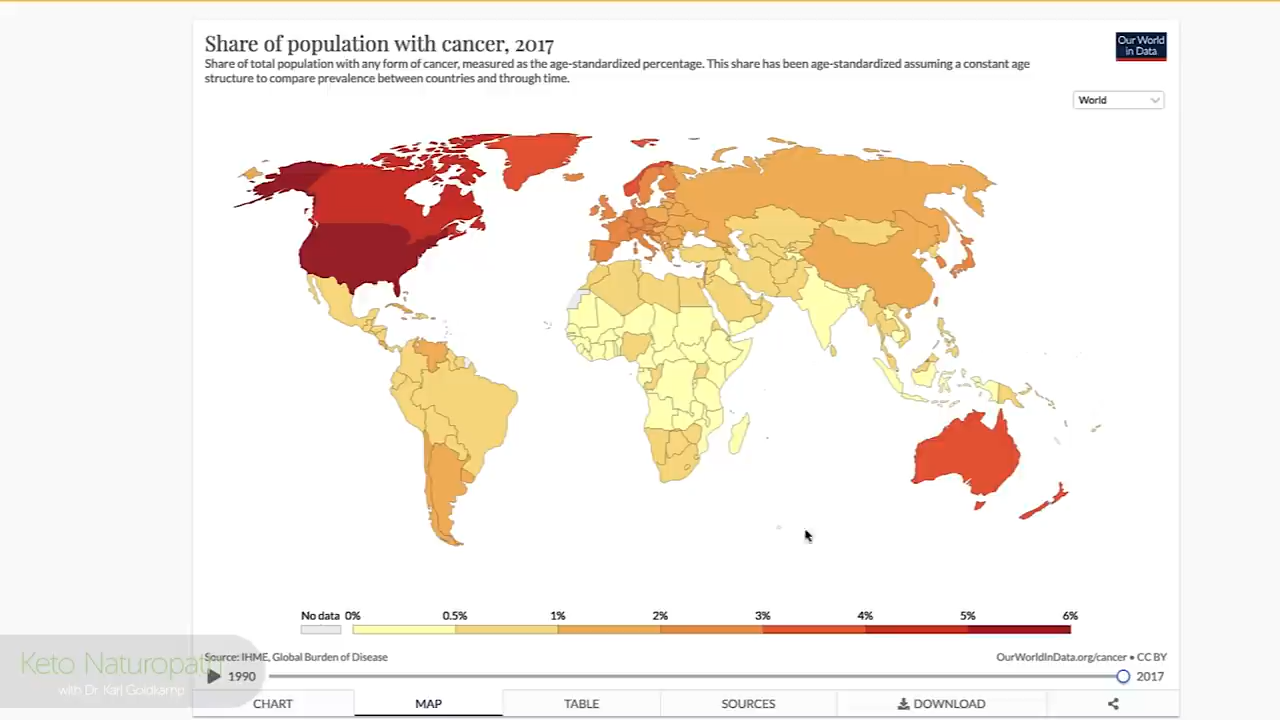 Share of population with cancer, 2017
Our World
in Data
Share of total population with any form of cancer, measured as the age-standardized percentage. This share has been age-standardized assuming a constant age
structure to compare prevalence between countries and through time.
World
No data 0% 0.5% 1% 2% 3% 4% 5% 6%
Keto Naturopath
with Dr. Karl Goldkamp
Source: IHME, Global Burden of Disease
OurWorldInData.org/cancer • CC BY
1990
2017
CHART
MAP
TABLE
SOURCES
DOWNLOAD